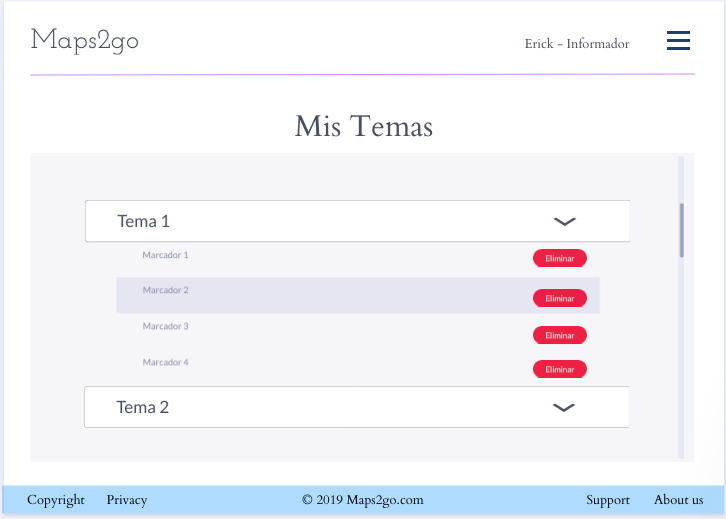 Maps2go
Erick - Informador
Mis Temas
Tema 1
Marcador 1
Eliminar
Marcador 2
Eliminar
Marcador 3
Eliminar
Marcador 4
Eliminar
Tema 2
Copyright Privacy © 2019 Maps2go.com Support About us